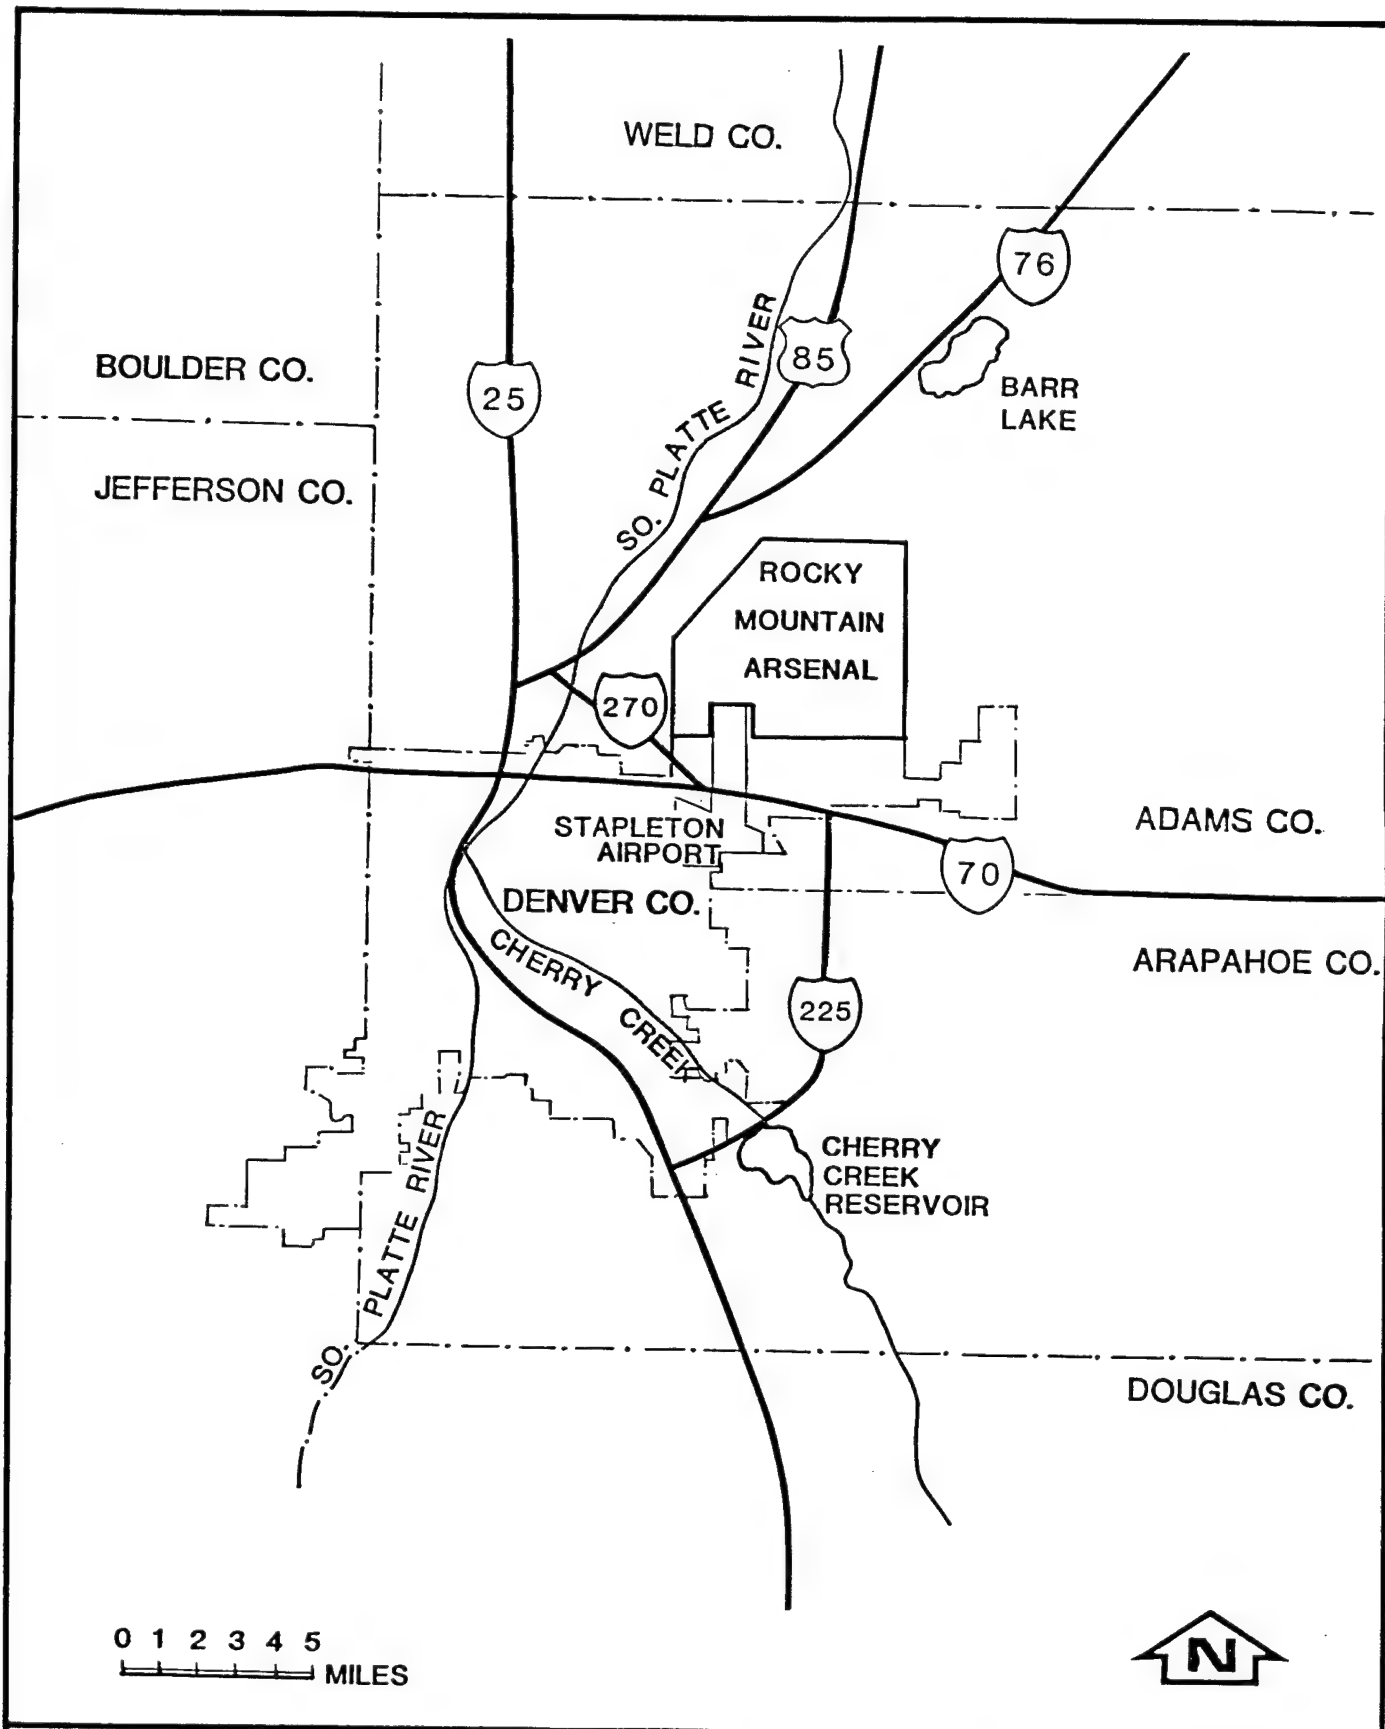 WELD CO.
76
SO. PLATTE RIVER
85
BOULDER CO.
25
BARR
LAKE
JEFFERSON CO.
ROCKY
MOUNTAIN
ARSENAL
270
STAPLETON
AIRPORT
ADAMS CO.
70
DENVER CO.
CHERRY CREEK
ARAPAHOE CO.
225
CHERRY
CREEK
RESERVOIR
SO. PLATTE RIVER
DOUGLAS CO.
0 1 2 3 4 5
MILES
N